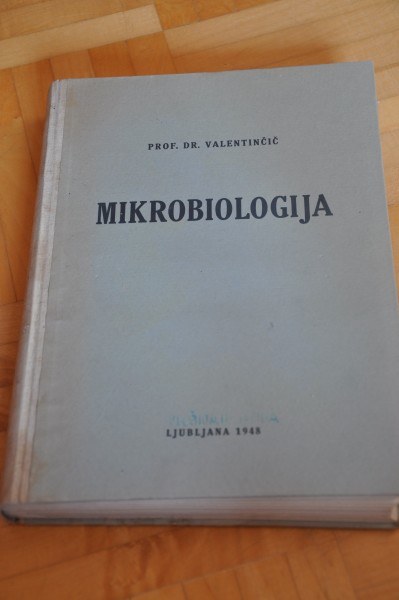 PROF. DR. VALENTINČIČ
MIKROBIOLOGIJA
LJUBLJANA 1948